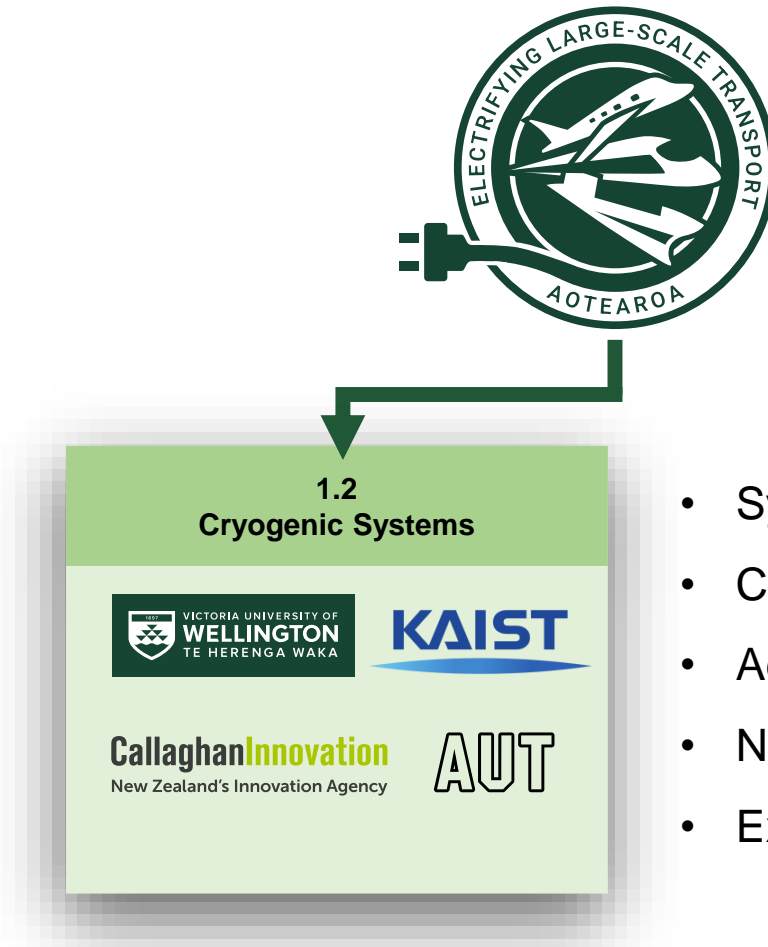 ELECTRIFYING LARGE-SCALE TRANSPORT
AOTEAROA
1.2
Cryogenic Systems
1897
VICTORIA UNIVERSITY OF
WELLINGTON
TE HERENGA WAKA
KAIST
CallaghanInnovation
New Zealand's Innovation Agency
AUT